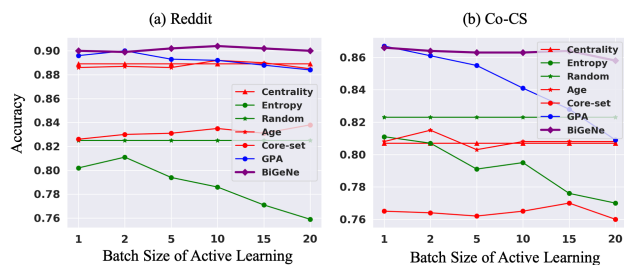 (a) Reddit
Accuracy
0.90
0.88
0.86
0.84
0.82
0.80
0.78
0.76
1 2 5 10 15 20
Batch Size of Active Learning
Centrality
Entropy
Random
Age
Core-set
GPA
BiGeNe
(b) Co-CS
0.86
0.84
0.82
0.80
0.78
0.76
1 2 5 10 15 20
Batch Size of Active Learning
Centrality
Entropy
Random
Age
Core-set
GPA
BiGeNe